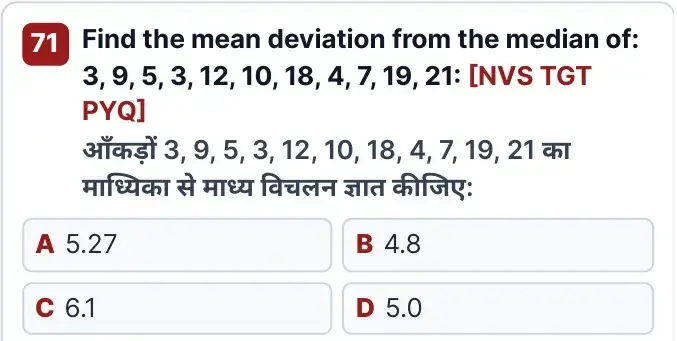 71 Find the mean deviation from the median of:
3, 9, 5, 3, 12, 10, 18, 4, 7, 19, 21: [NVS TGT
PYQ]
आँकड़ों 3, 9, 5, 3, 12, 10, 18, 4, 7, 19, 21 का
माध्यिका से माध्य विचलन ज्ञात कीजिए:
A 5.27
B 4.8
C 6.1
D 5.0